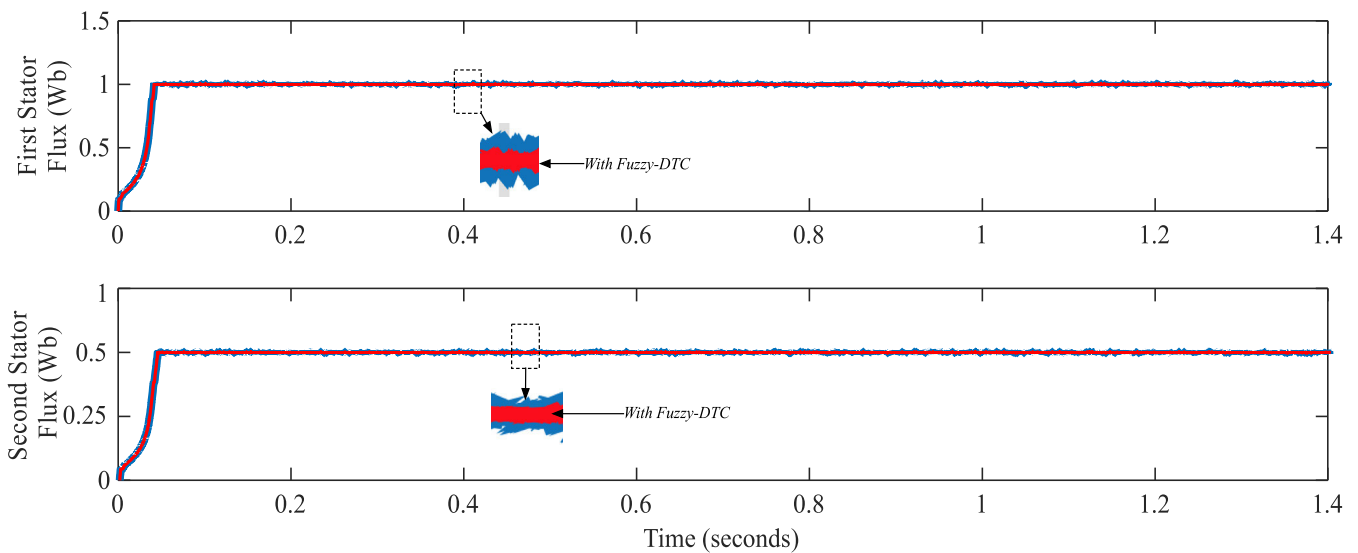 1.5
1
0.5
0
First Stator
Flux (Wb)
With Fuzzy-DTC
0 0.2 0.4 0.6 0.8 1 1.2 1.4
1
0.5
0.25
0
Second Stator
Flux (Wb)
With Fuzzy-DTC
0 0.2 0.4 0.6 0.8 1 1.2 1.4
Time (seconds)